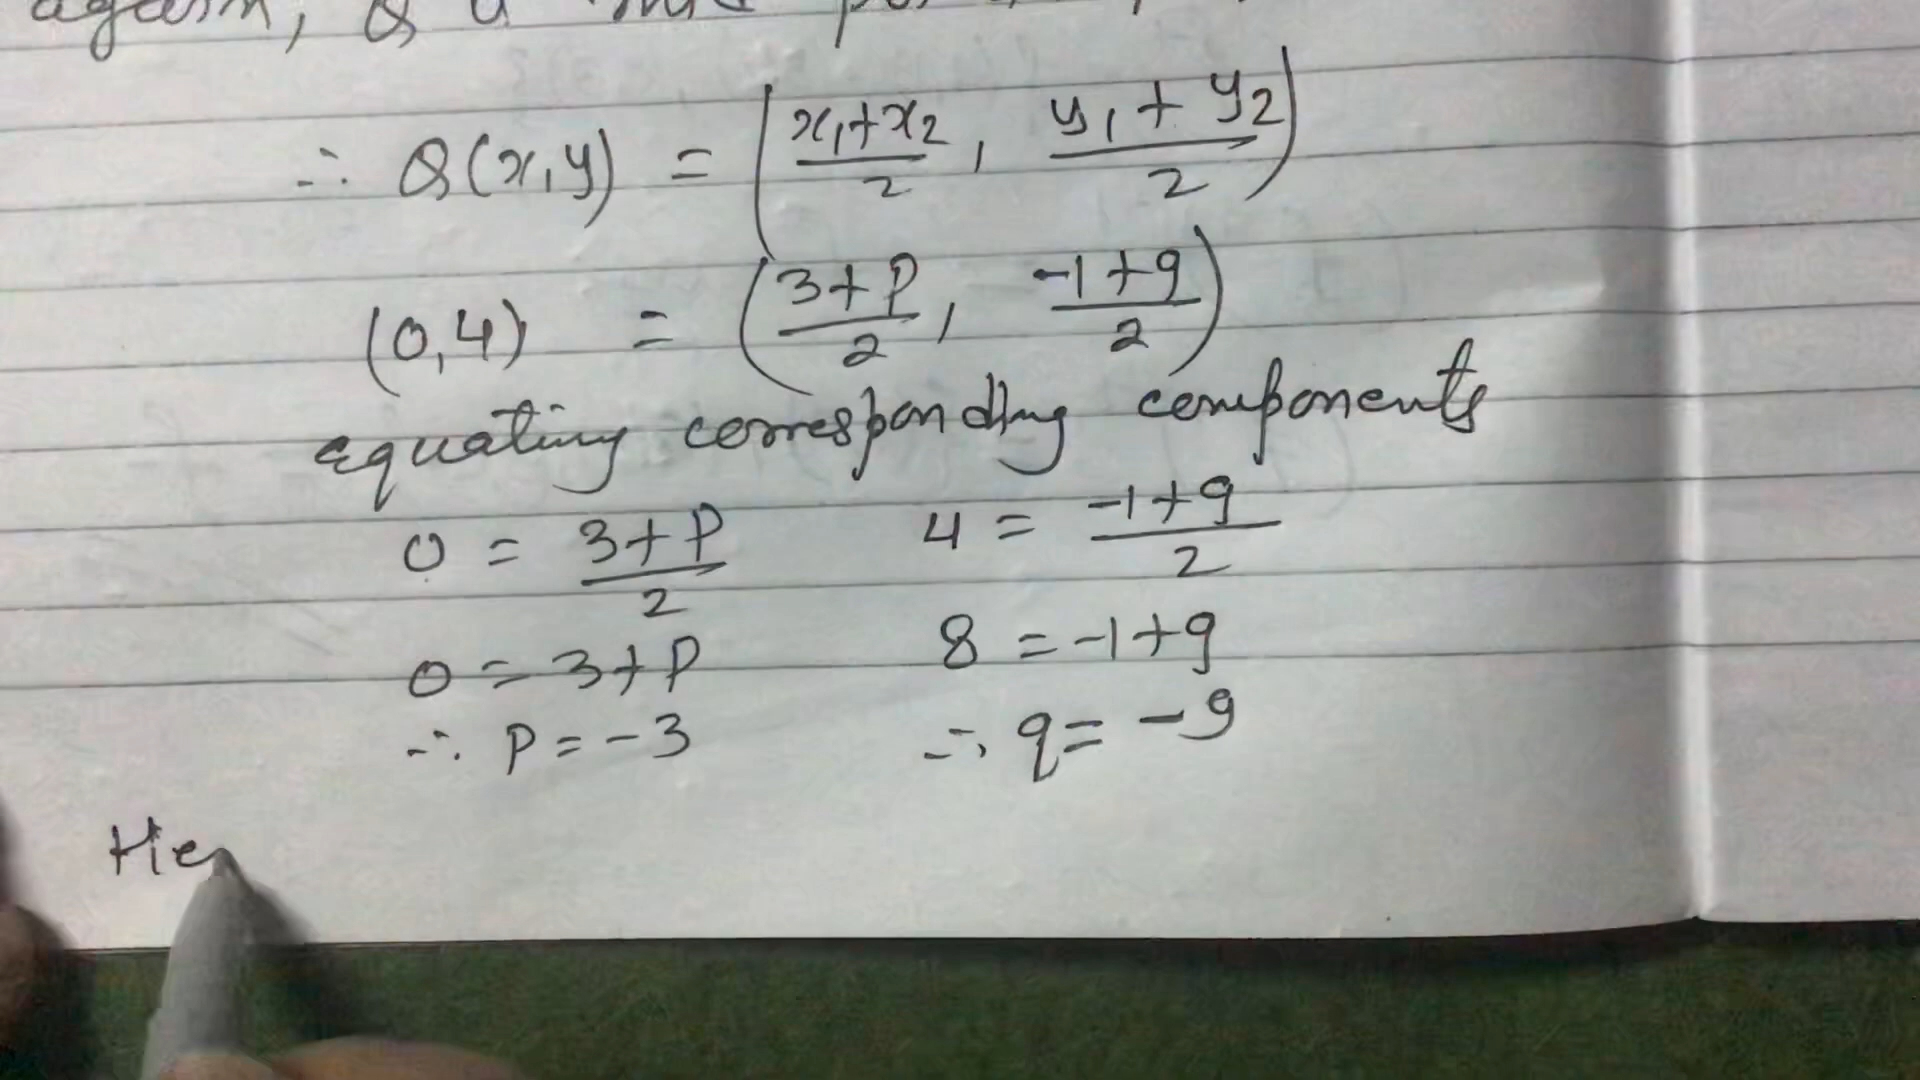 again, Q
∴ Q(x,y) = (x₁+x₂/2, y₁+y₂/2)
(0,4) = (3+P/2, -1+q/2)
equating corresponding components
0 = 3+P/2 4 = -1+q/2
0 = 3+P 8 = -1+q
∴ P = -3 ∴ q = -9
He